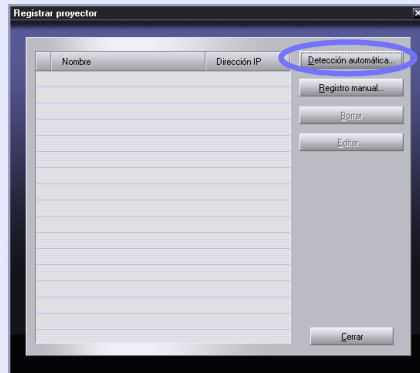 Registrar proyector
Nombre
Dirección IP
Detección automática...
Registro manual...
Borrar
Editar...
Cerrar